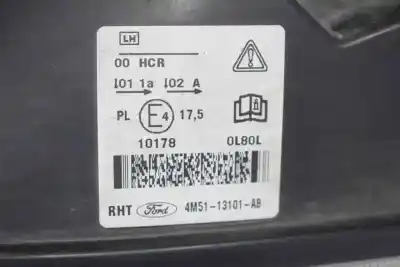 LH
00 HCR
I01 1a I02 A
PL E4 17,5
10178 0L80L
RHT Ford 4M51-13101-AB